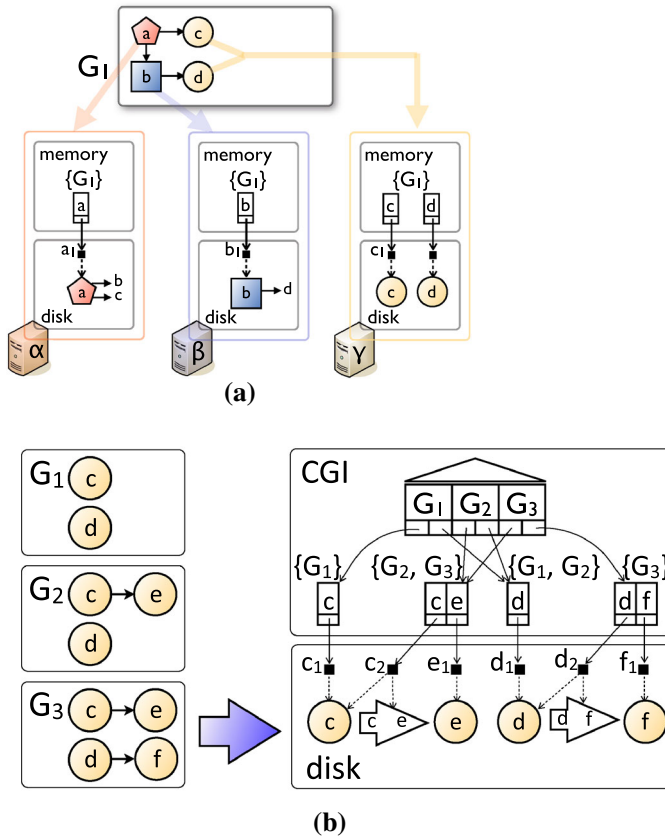 a c
G1
b d
memory memory memory
{G1} {G1} {G1}
a b c d
a1 b1 c1
a b c b d c d
disk disk disk
α β γ
(a)
G1 c
d
G2 c e
d
G3 c e
d f
CGI
G1 G2 G3
{G1} {G2, G3} {G1, G2} {G3}
c c e d d f
c1 c2 e1 d1 d2 f1
c c e e d d f f
disk
(b)